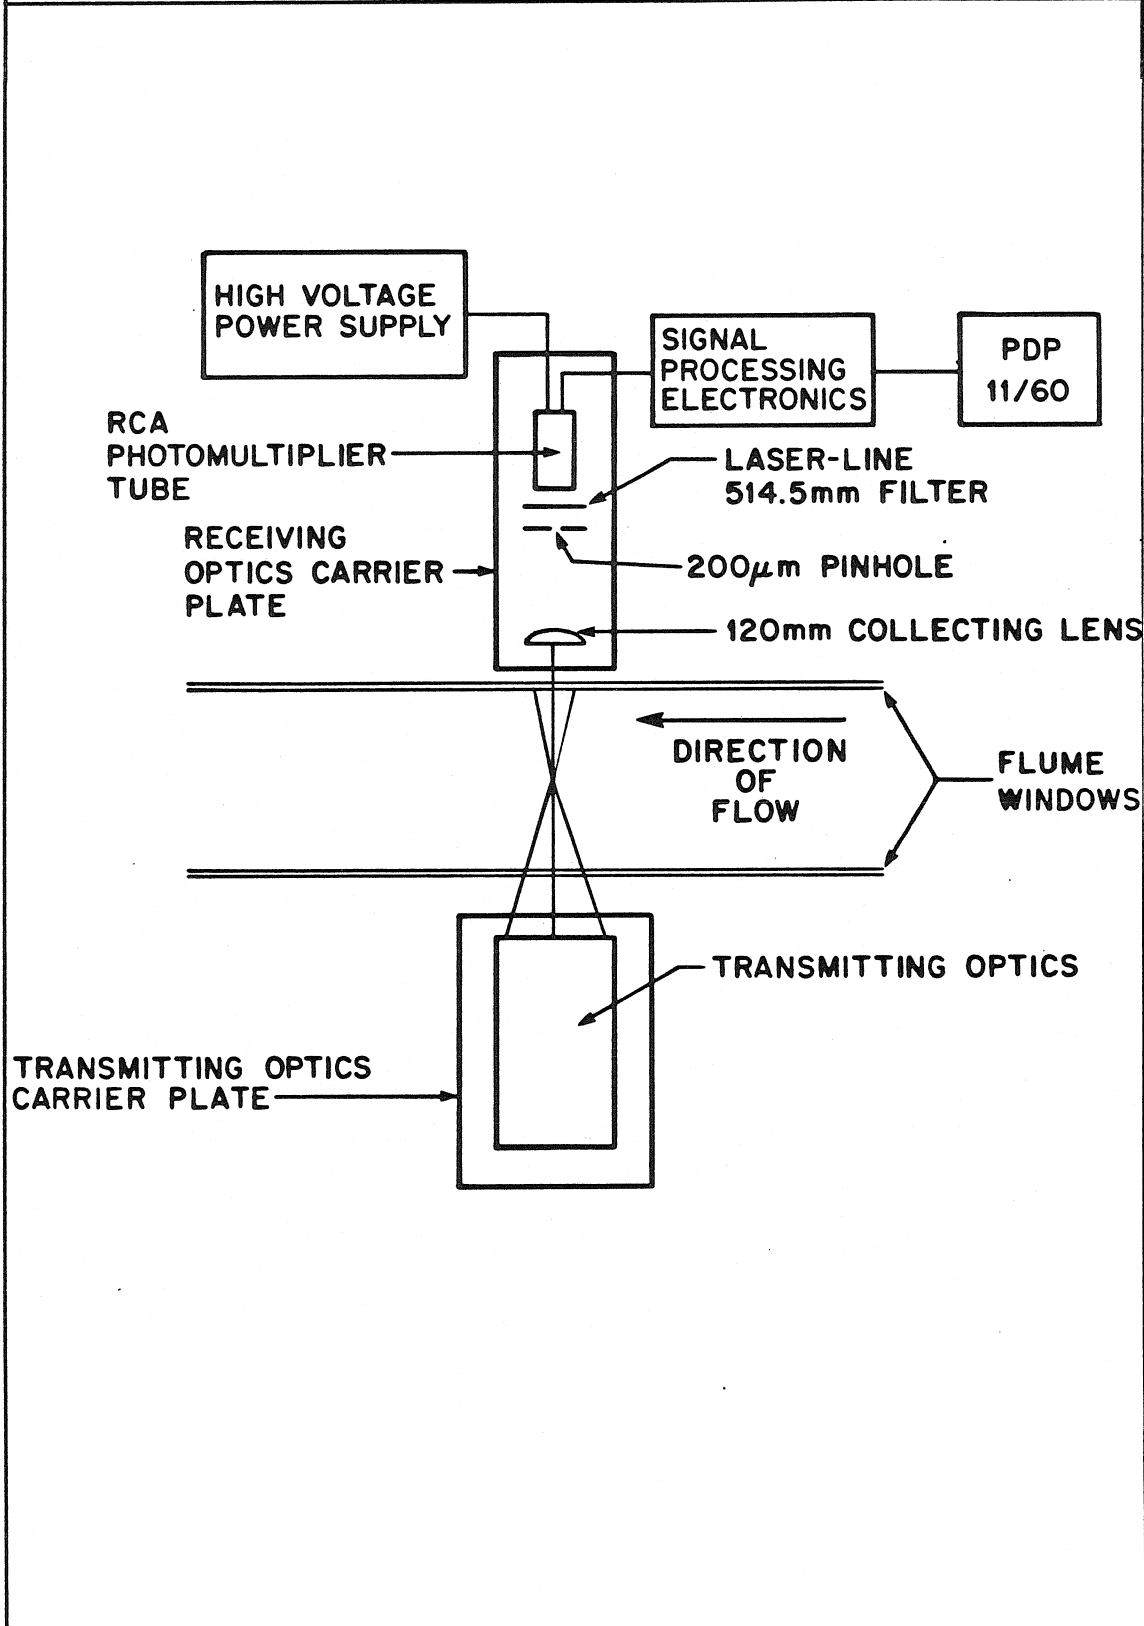 HIGH VOLTAGE
POWER SUPPLY
SIGNAL
PROCESSING
ELECTRONICS
PDP
11/60
RCA
PHOTOMULTIPLIER
TUBE
LASER-LINE
514.5mm FILTER
RECEIVING
OPTICS CARRIER
PLATE
200μm PINHOLE
120mm COLLECTING LENS
DIRECTION
OF
FLOW
FLUME
WINDOWS
TRANSMITTING OPTICS
TRANSMITTING OPTICS
CARRIER PLATE